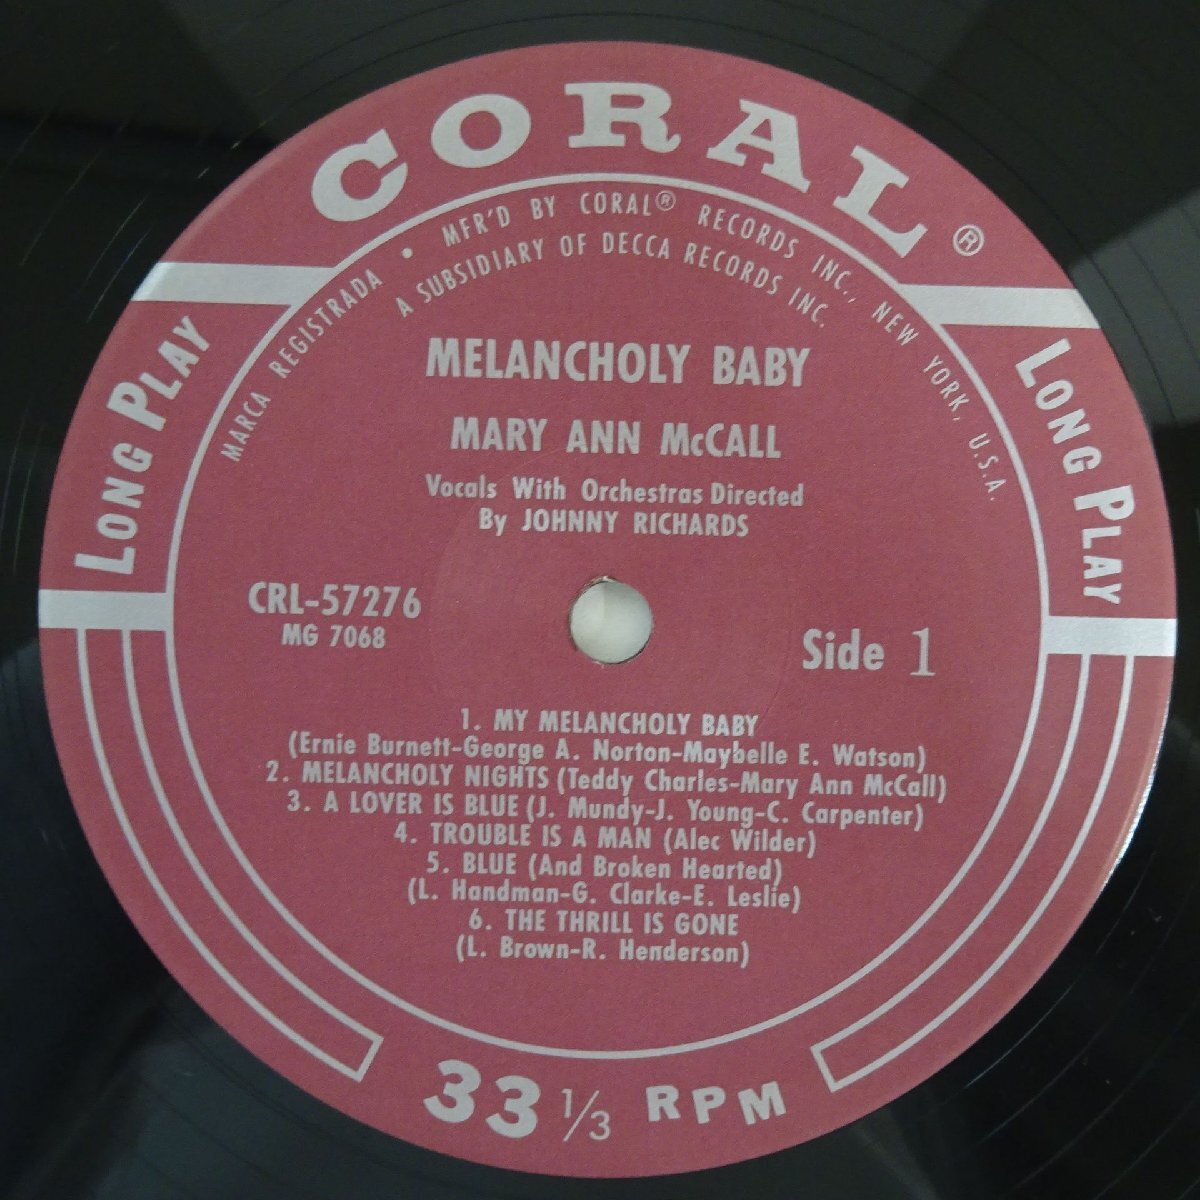 CORAL®
MARCA REGISTRADA • MFR'D BY CORAL® RECORDS INC., NEW YORK, U.S.A.
A SUBSIDIARY OF DECCA RECORDS INC.
LONG PLAY
LONG PLAY
MELANCHOLY BABY
MARY ANN McCALL
Vocals With Orchestras Directed
By JOHNNY RICHARDS
CRL-57276
MG 7068
Side 1
1. MY MELANCHOLY BABY
(Ernie Burnett-George A. Norton-Maybelle E. Watson)
2. MELANCHOLY NIGHTS (Teddy Charles-Mary Ann McCall)
3. A LOVER IS BLUE (J. Mundy-J. Young-C. Carpenter)
4. TROUBLE IS A MAN (Alec Wilder)
5. BLUE (And Broken Hearted)
(L. Handman-G. Clarke-E. Leslie)
6. THE THRILL IS GONE
(L. Brown-R. Henderson)
33 1/3 RPM